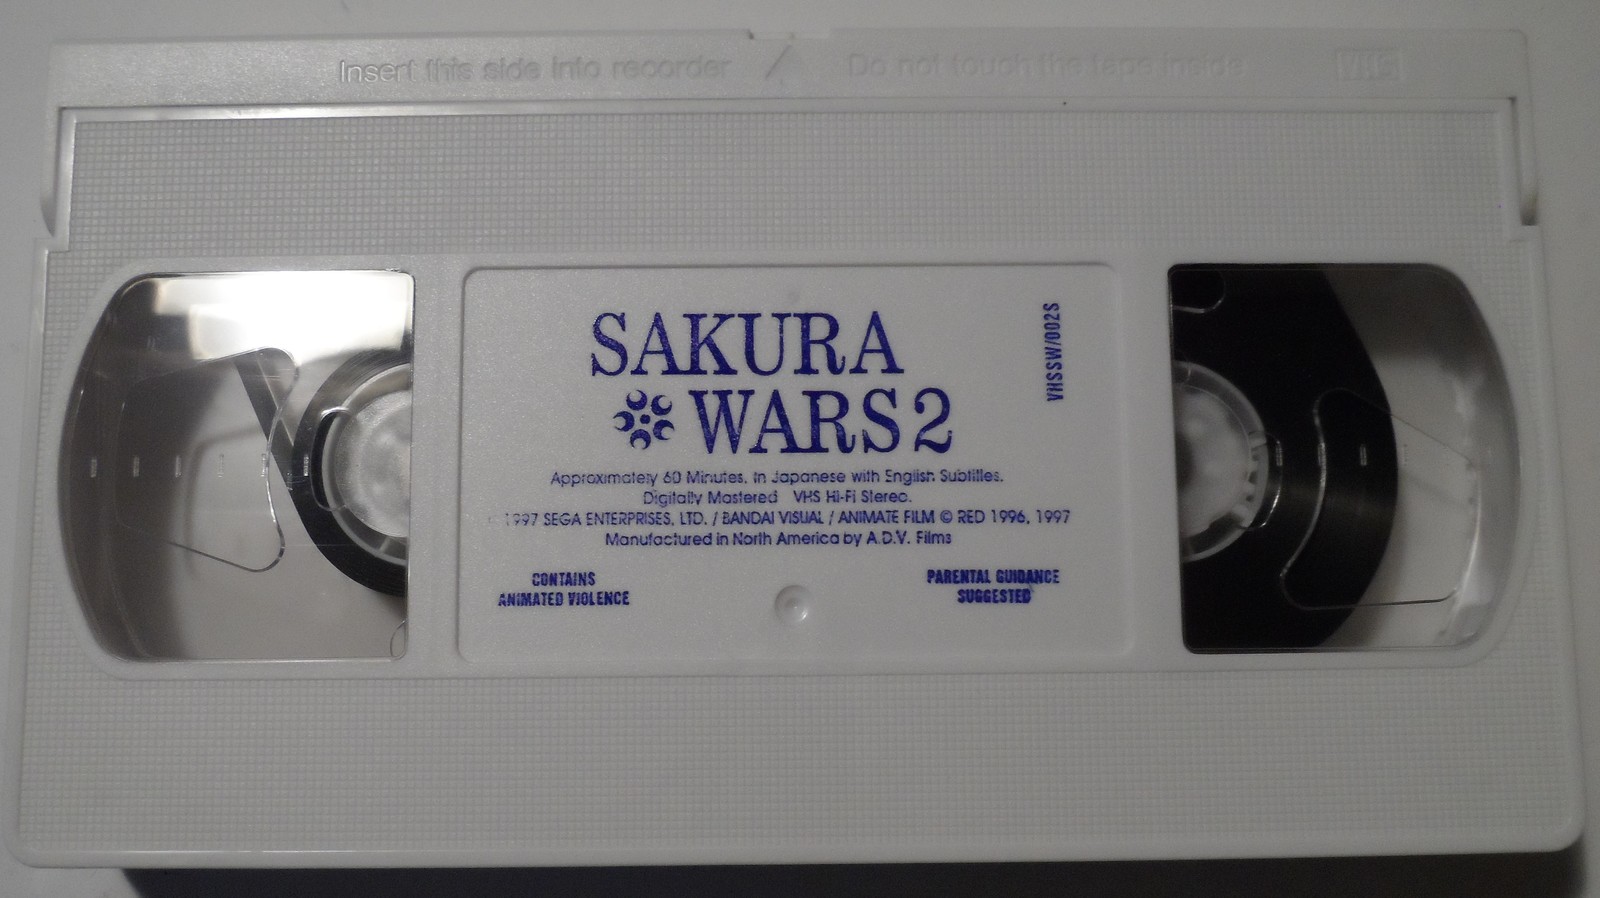 Insert this side into recorder / Do not touch the tape inside VHS
SAKURA
WARS 2
VHSSW/002S
Approximately 60 Minutes. In Japanese with English Subtitles.
Digitally Mastered VHS Hi-Fi Stereo.
1997 SEGA ENTERPRISES, LTD. / BANDAI VISUAL / ANIMATE FILM © RED 1996, 1997
Manufactured in North America by A.D.V. Films
CONTAINS
ANIMATED VIOLENCE
PARENTAL GUIDANCE
SUGGESTED